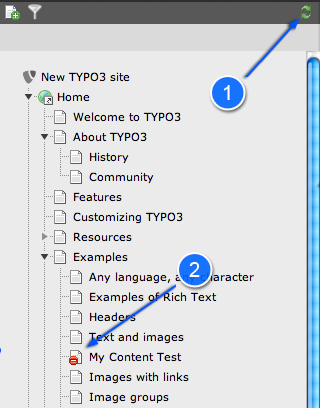 1
New TYPO3 site
Home
Welcome to TYPO3
About TYPO3
History
Community
Features
Customizing TYPO3
Resources
Examples
2
Any language, any character
Examples of Rich Text
Headers
Text and images
My Content Test
Images with links
Image groups